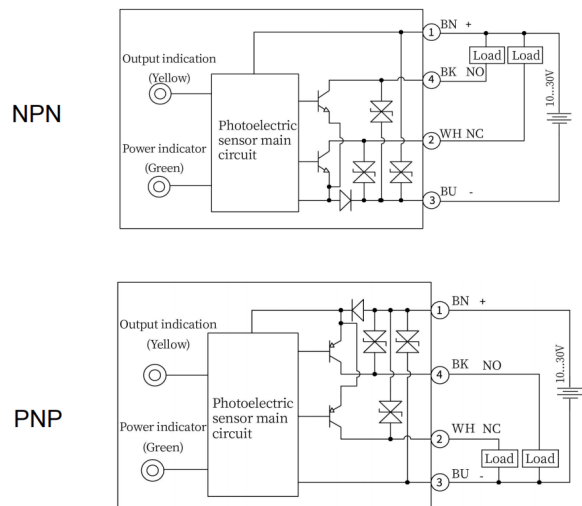 NPN
Output indication
(Yellow)
Power indicator
(Green)
Photoelectric
sensor main
circuit
1 BN +
4 BK NO
2 WH NC
3 BU -
Load Load
10...30V
PNP
Output indication
(Yellow)
Power indicator
(Green)
Photoelectric
sensor main
circuit
1 BN +
4 BK NO
2 WH NC
3 BU -
Load Load
10...30V